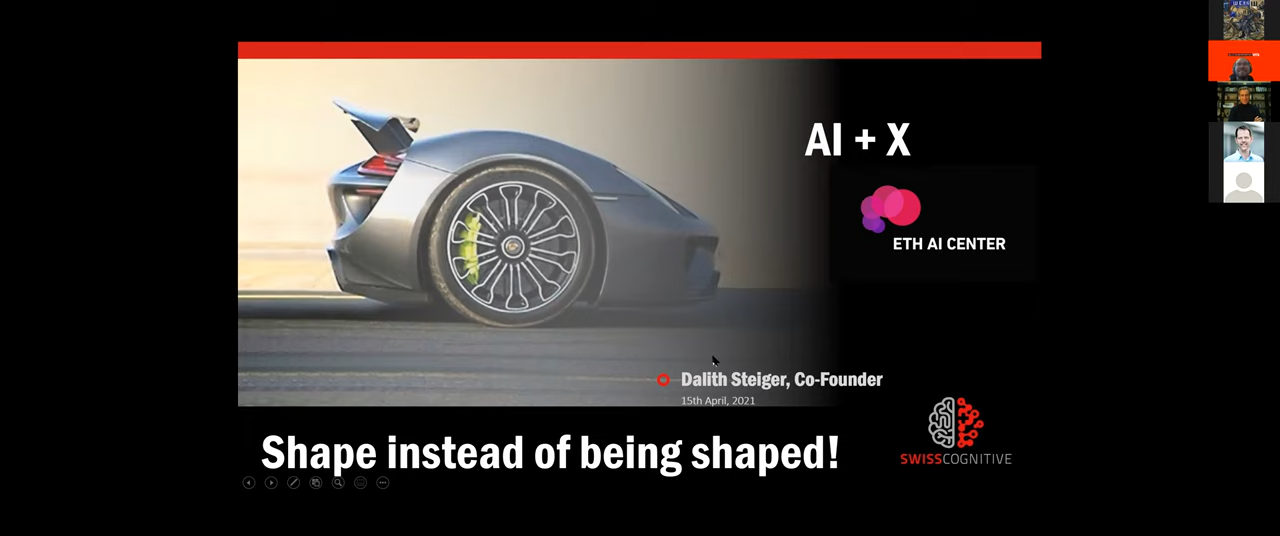 AI + X
ETH AI CENTER
Dalith Steiger, Co-Founder
15th April, 2021
Shape instead of being shaped!
SWISSCOGNITIVE